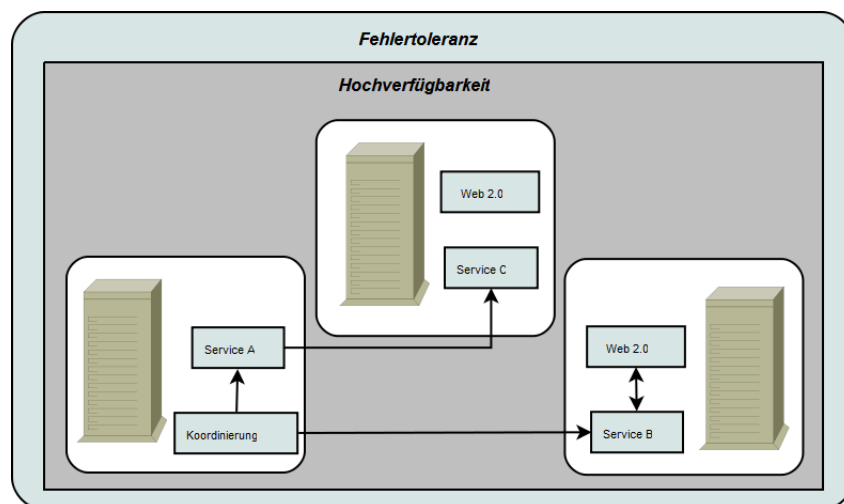 Fehlertoleranz
Hochverfügbarkeit
Web 2.0
Service C
Service A
Koordinierung
Web 2.0
Service B